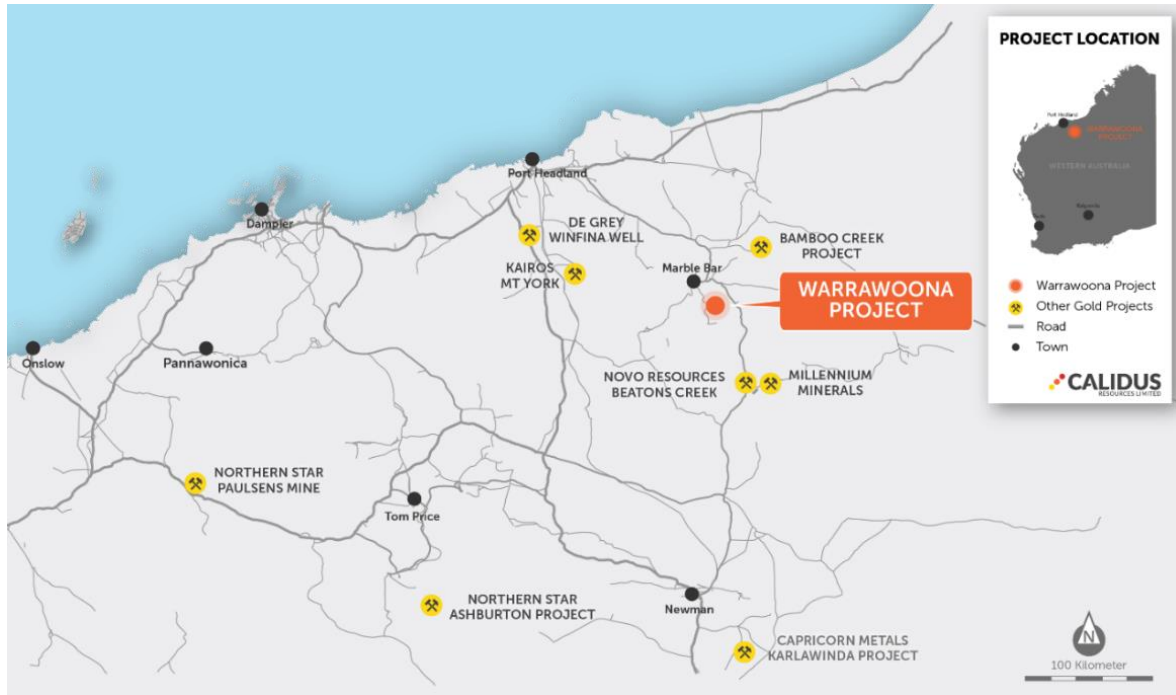 Port Headland
Dampier
DE GREY
WINFINA WELL
KAIROS
MT YORK
BAMBOO CREEK
PROJECT
Marble Bar
WARRAWOONA
PROJECT
Onslow
Pannawonica
NOVO RESOURCES
BEATONS CREEK
MILLENNIUM
MINERALS
NORTHERN STAR
PAULSENS MINE
Tom Price
NORTHERN STAR
ASHBURTON PROJECT
Newman
CAPRICORN METALS
KARLAWINDA PROJECT
PROJECT LOCATION
Port Hedland
WARRAWOONA
PROJECT
WESTERN AUSTRALIA
Warrawoona Project
Other Gold Projects
Road
Town
CALIDUS
RESOURCES LIMITED
N
100 Kilometer